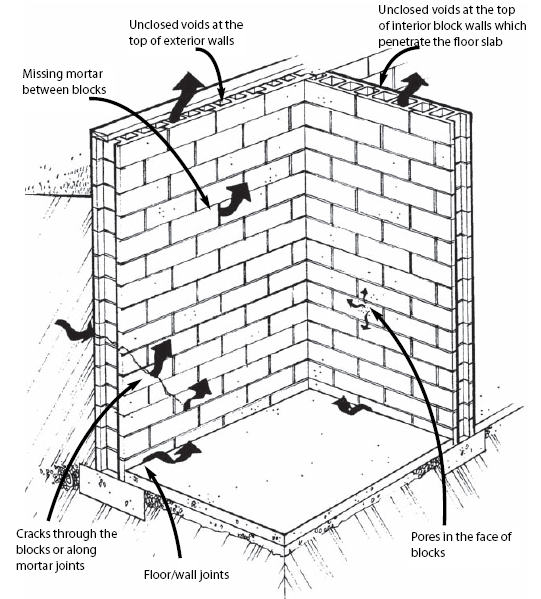 Unclosed voids at the
top of exterior walls
Unclosed voids at the top
of interior block walls which
penetrate the floor slab
Missing mortar
between blocks
Cracks through the
blocks or along
mortar joints
Floor/wall joints
Pores in the face of
blocks